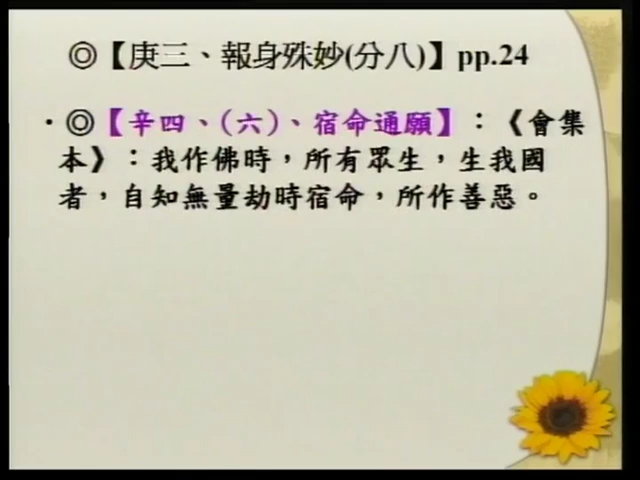 ◎【庚三、報身殊妙(分八)】pp.24
・◎【辛四、(六)、宿命通願】：《會集
本》：我作佛時，所有眾生，生我國
者，自知無量劫時宿命，所作善惡。